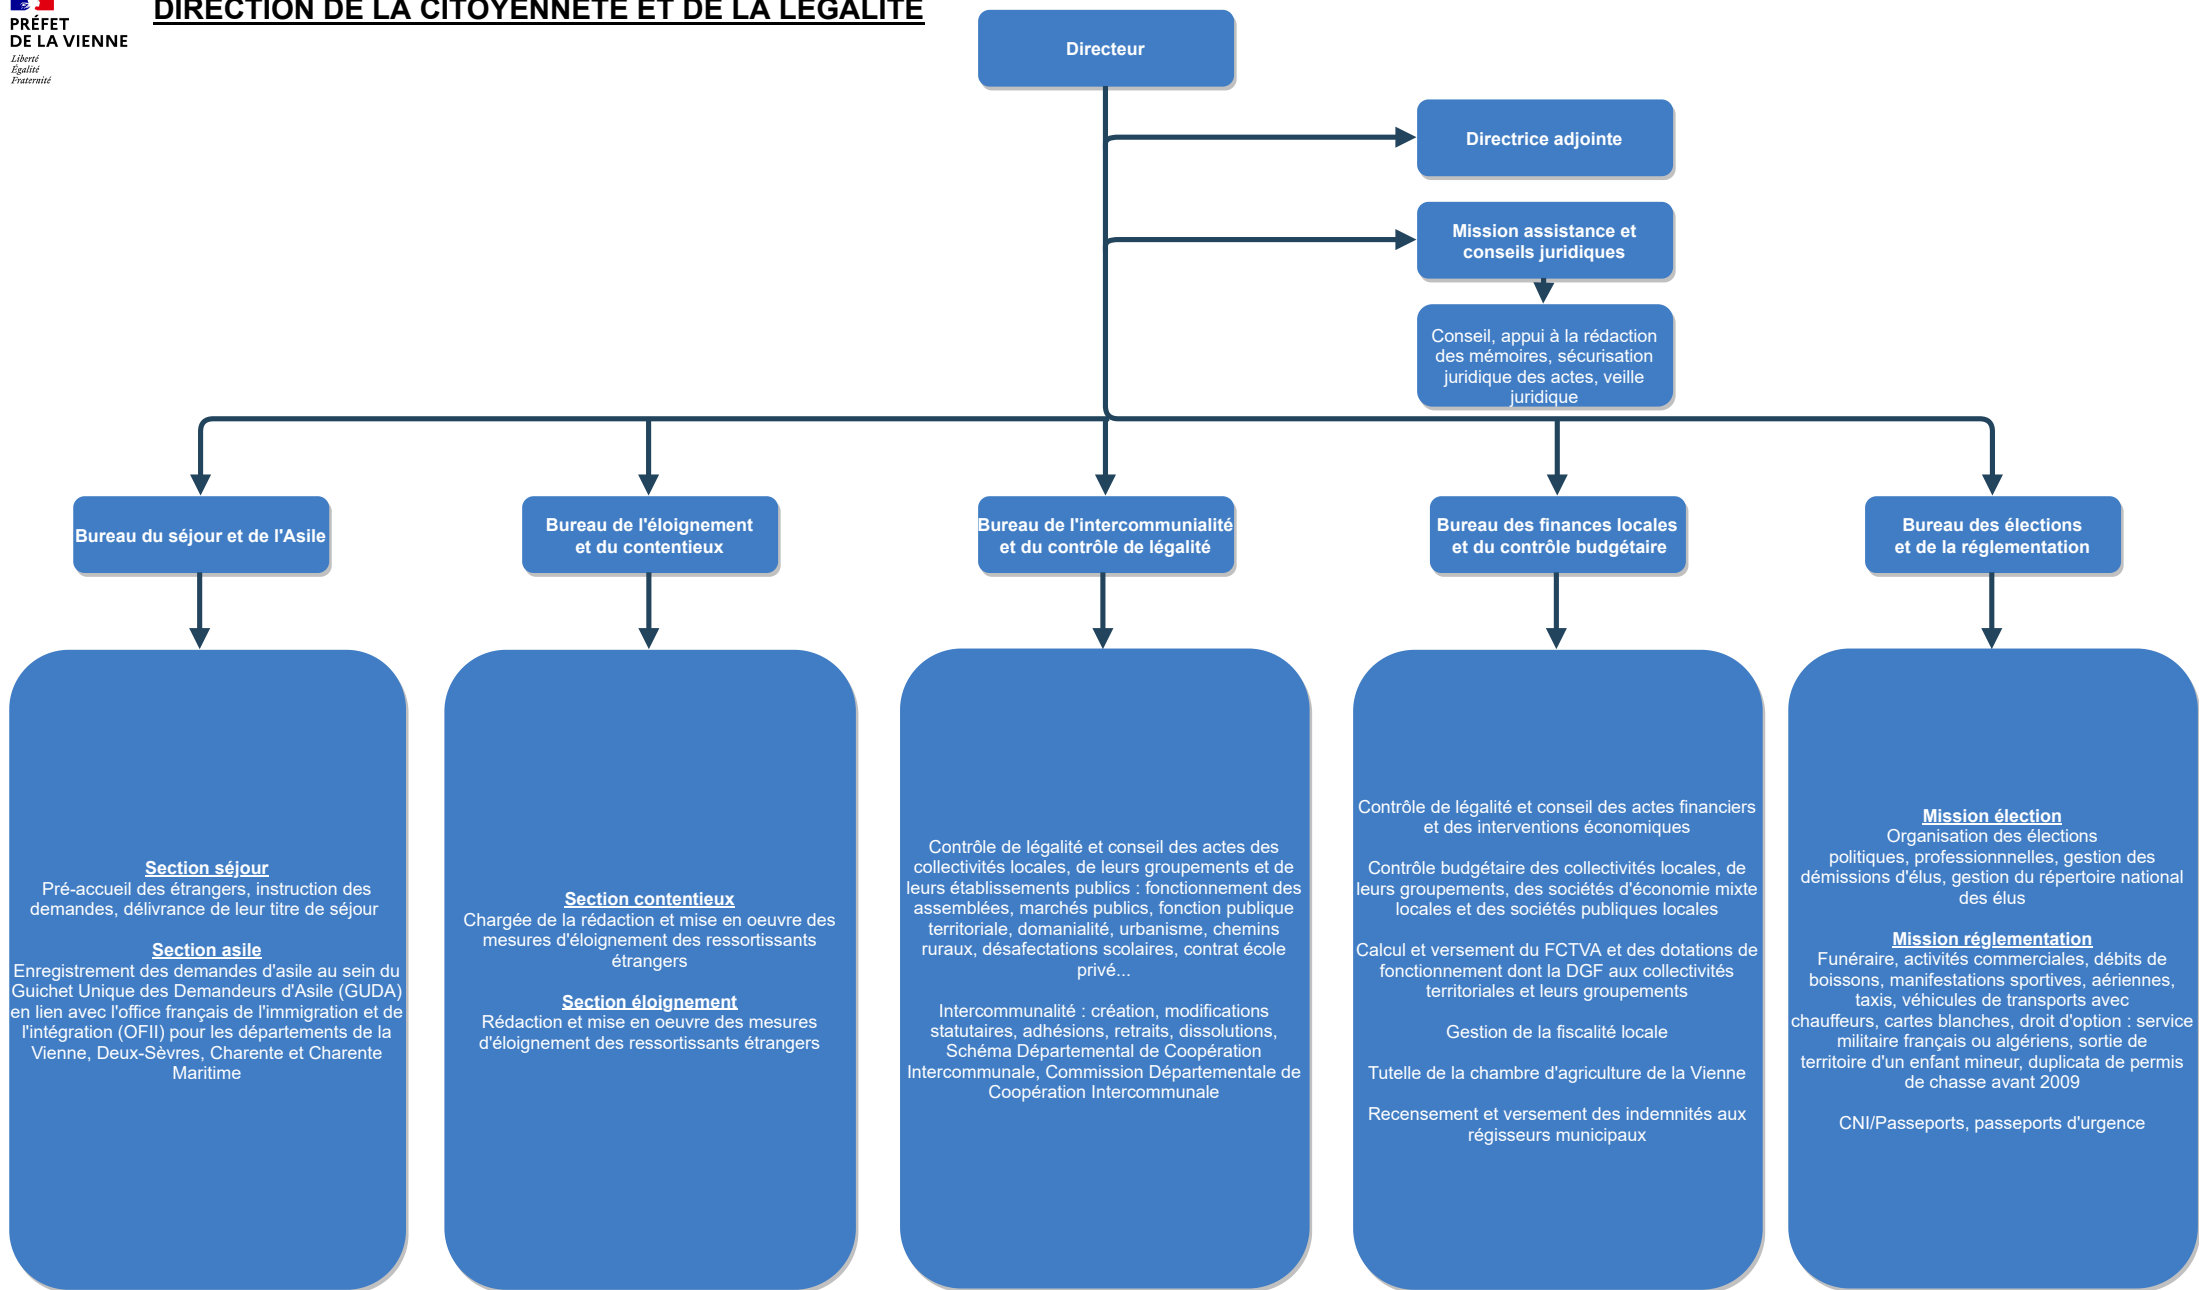 DIRECTION DE LA CITOYENNETE ET DE LA LEGALITE
PRÉFET
DE LA VIENNE
Liberté
Égalité
Fraternité
Directeur
Directrice adjointe
Mission assistance et
conseils juridiques
Conseil, appui à la rédaction
des mémoires, sécurisation
juridique des actes, veille
juridique
Bureau du séjour et de l'Asile
Bureau de l'éloignement
et du contentieux
Bureau de l'intercommunialité
et du contrôle de légalité
Bureau des finances locales
et du contrôle budgétaire
Bureau des élections
et de la réglementation
Section séjour
Pré-accueil des étrangers, instruction des
demandes, délivrance de leur titre de séjour
Section asile
Enregistrement des demandes d'asile au sein du
Guichet Unique des Demandeurs d'Asile (GUDA)
en lien avec l'office français de l'immigration et de
l'intégration (OFII) pour les départements de la
Vienne, Deux-Sèvres, Charente et Charente
Maritime
Section contentieux
Chargée de la rédaction et mise en oeuvre des
mesures d'éloignement des ressortissants
étrangers
Section éloignement
Rédaction et mise en oeuvre des mesures
d'éloignement des ressortissants étrangers
Contrôle de légalité et conseil des actes des
collectivités locales, de leurs groupements et de
leurs établissements publics : fonctionnement des
assemblées, marchés publics, fonction publique
territoriale, domanialité, urbanisme, chemins
ruraux, désafectations scolaires, contrat école
privé...
Intercommunalité : création, modifications
statutaires, adhésions, retraits, dissolutions,
Schéma Départemental de Coopération
Intercommunale, Commission Départementale de
Coopération Intercommunale
Contrôle de légalité et conseil des actes financiers
et des interventions économiques
Contrôle budgétaire des collectivités locales, de
leurs groupements, des sociétés d'économie mixte
locales et des sociétés publiques locales
Calcul et versement du FCTVA et des dotations de
fonctionnement dont la DGF aux collectivités
territoriales et leurs groupements
Gestion de la fiscalité locale
Tutelle de la chambre d'agriculture de la Vienne
Recensement et versement des indemnités aux
régisseurs municipaux
Mission élection
Organisation des élections
politiques, professionnnelles, gestion des
démissions d'élus, gestion du répertoire national
des élus
Mission réglementation
Funéraire, activités commerciales, débits de
boissons, manifestations sportives, aériennes,
taxis, véhicules de transports avec
chauffeurs, cartes blanches, droit d'option : service
militaire français ou algériens, sortie de
territoire d'un enfant mineur, duplicata de permis
de chasse avant 2009
CNI/Passeports, passeports d'urgence